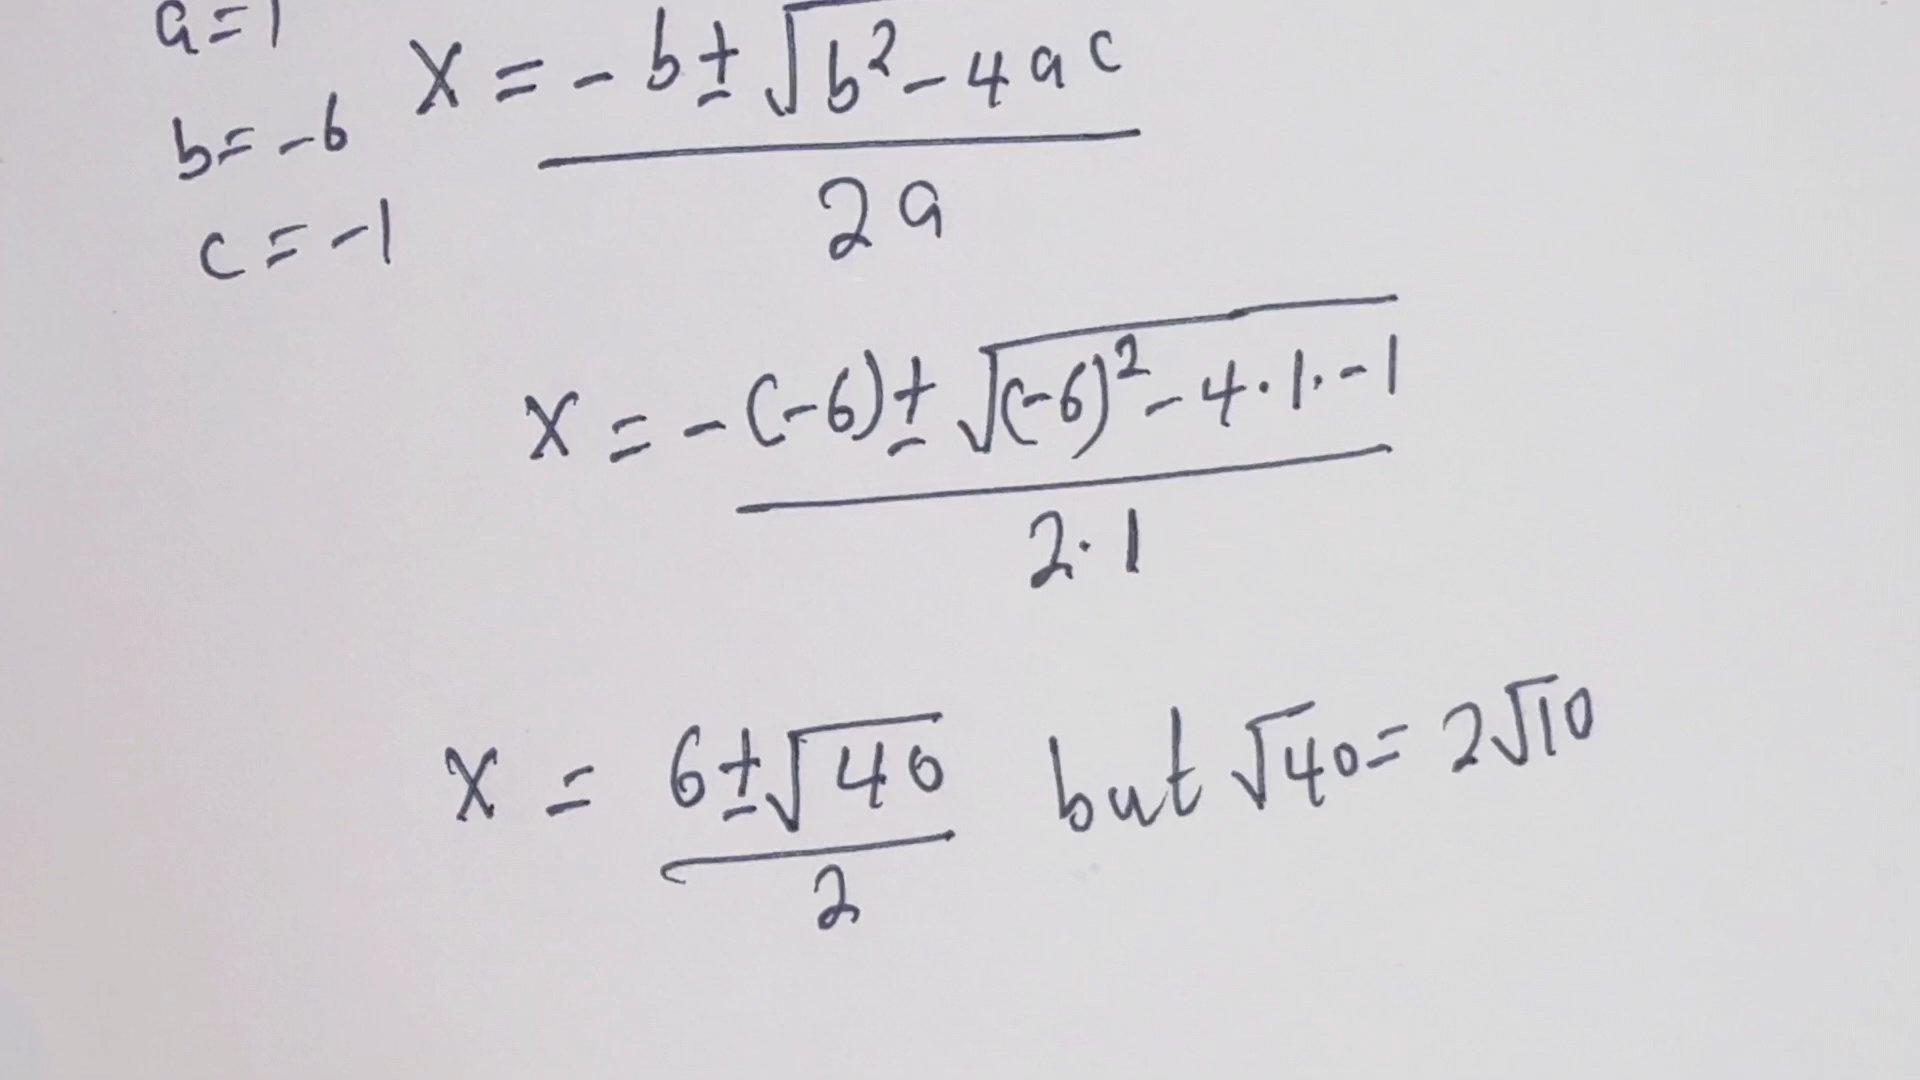 a=1
x = -b ± √b² - 4ac
b= -6
2a
c = -1
x = -(-6) ± √(-6)² - 4·1·-1
2·1
x = 6±√40 but √40= 2√10
2